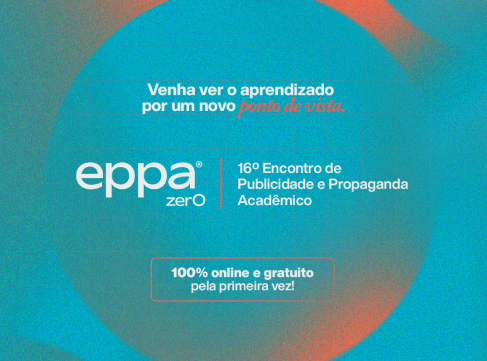 Venha ver o aprendizado
por um novo ponto de vista.
eppa®
zerO
16º Encontro de
Publicidade e Propaganda
Acadêmico
100% online e gratuito
pela primeira vez!